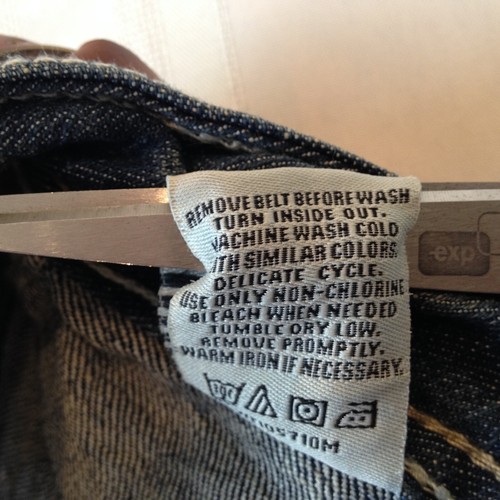 REMOVE BELT BEFORE WASH
TURN INSIDE OUT.
MACHINE WASH COLD
WITH SIMILAR COLORS.
DELICATE CYCLE.
USE ONLY NON-CHLORINE
BLEACH WHEN NEEDED
TUMBLE DRY LOW.
REMOVE PROMPTLY.
WARM IRON IF NECESSARY.
-exp